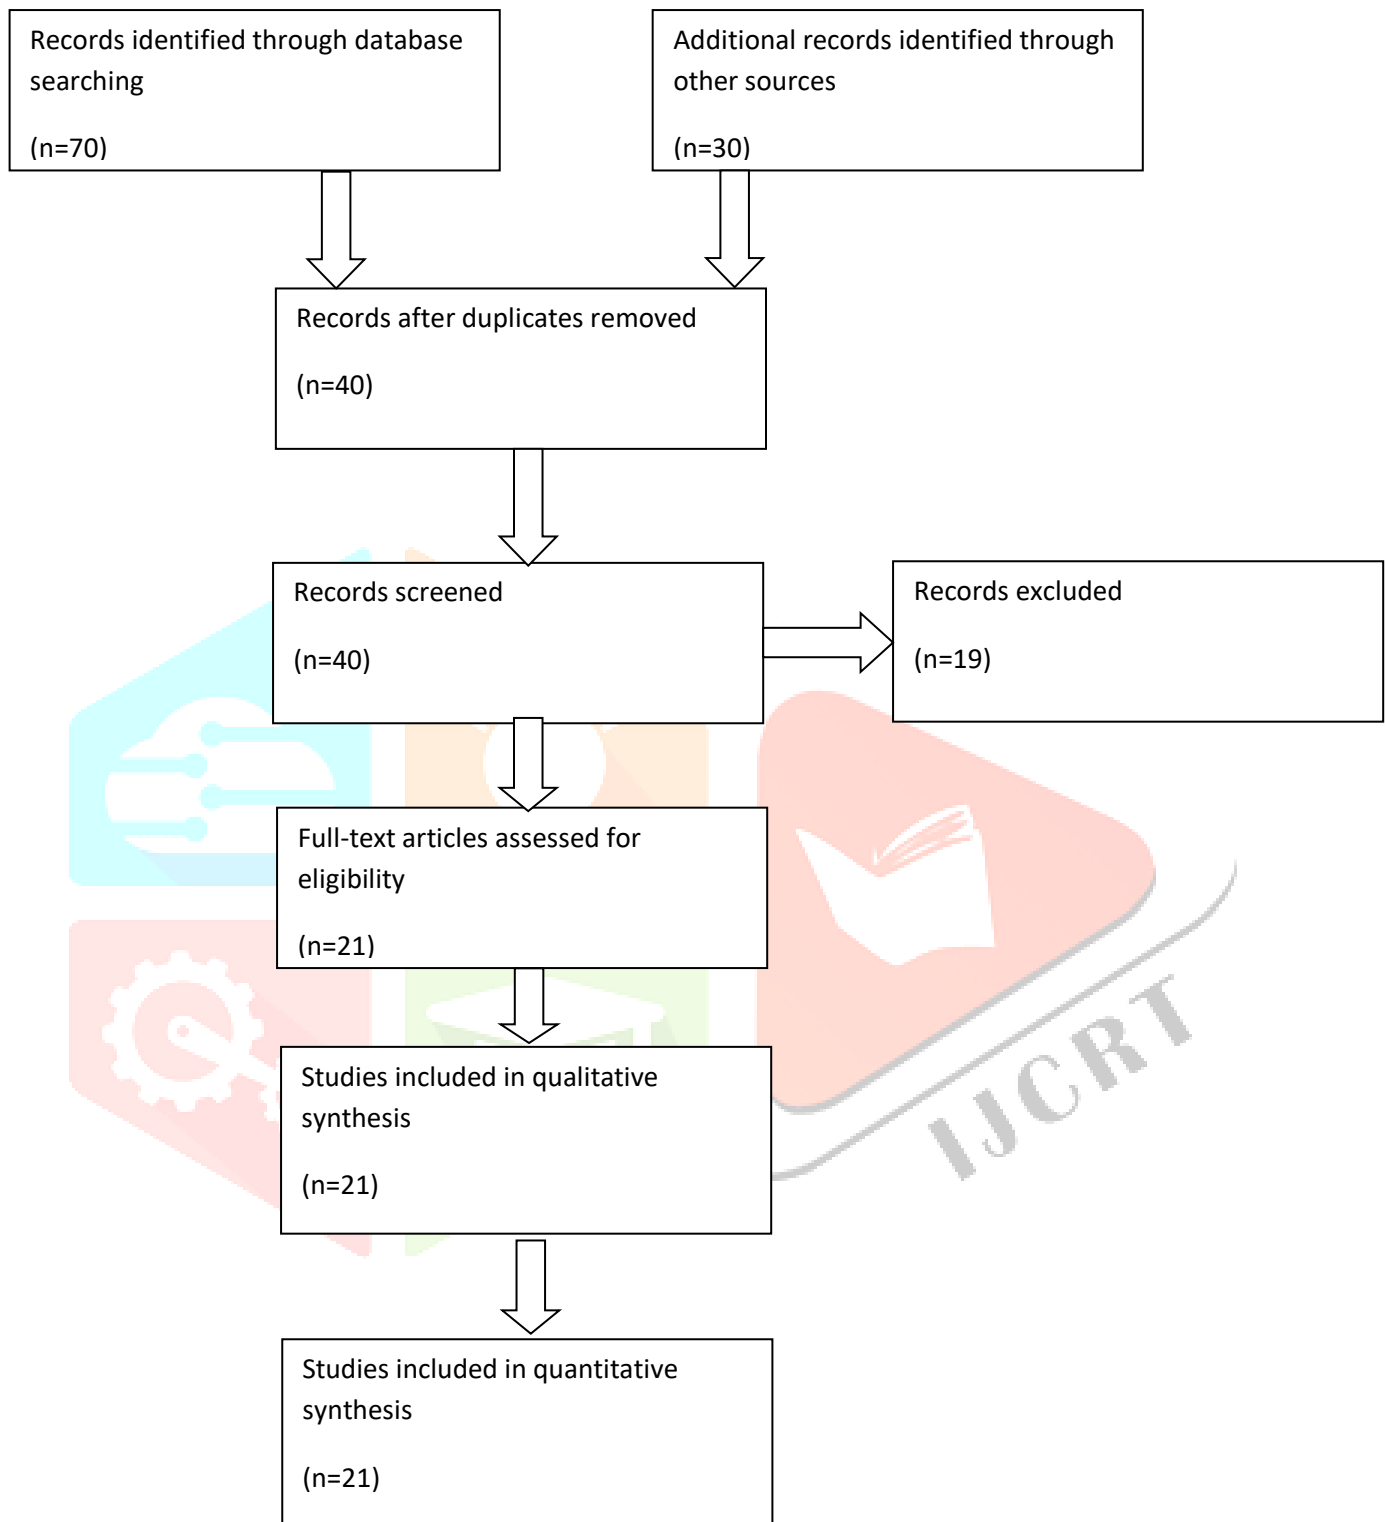 Records identified through database
searching
(n=70)
Additional records identified through
other sources
(n=30)
Records after duplicates removed
(n=40)
Records screened
(n=40)
Records excluded
(n=19)
Full-text articles assessed for
eligibility
(n=21)
Studies included in qualitative
synthesis
(n=21)
IJCRT
Studies included in quantitative
synthesis
(n=21)